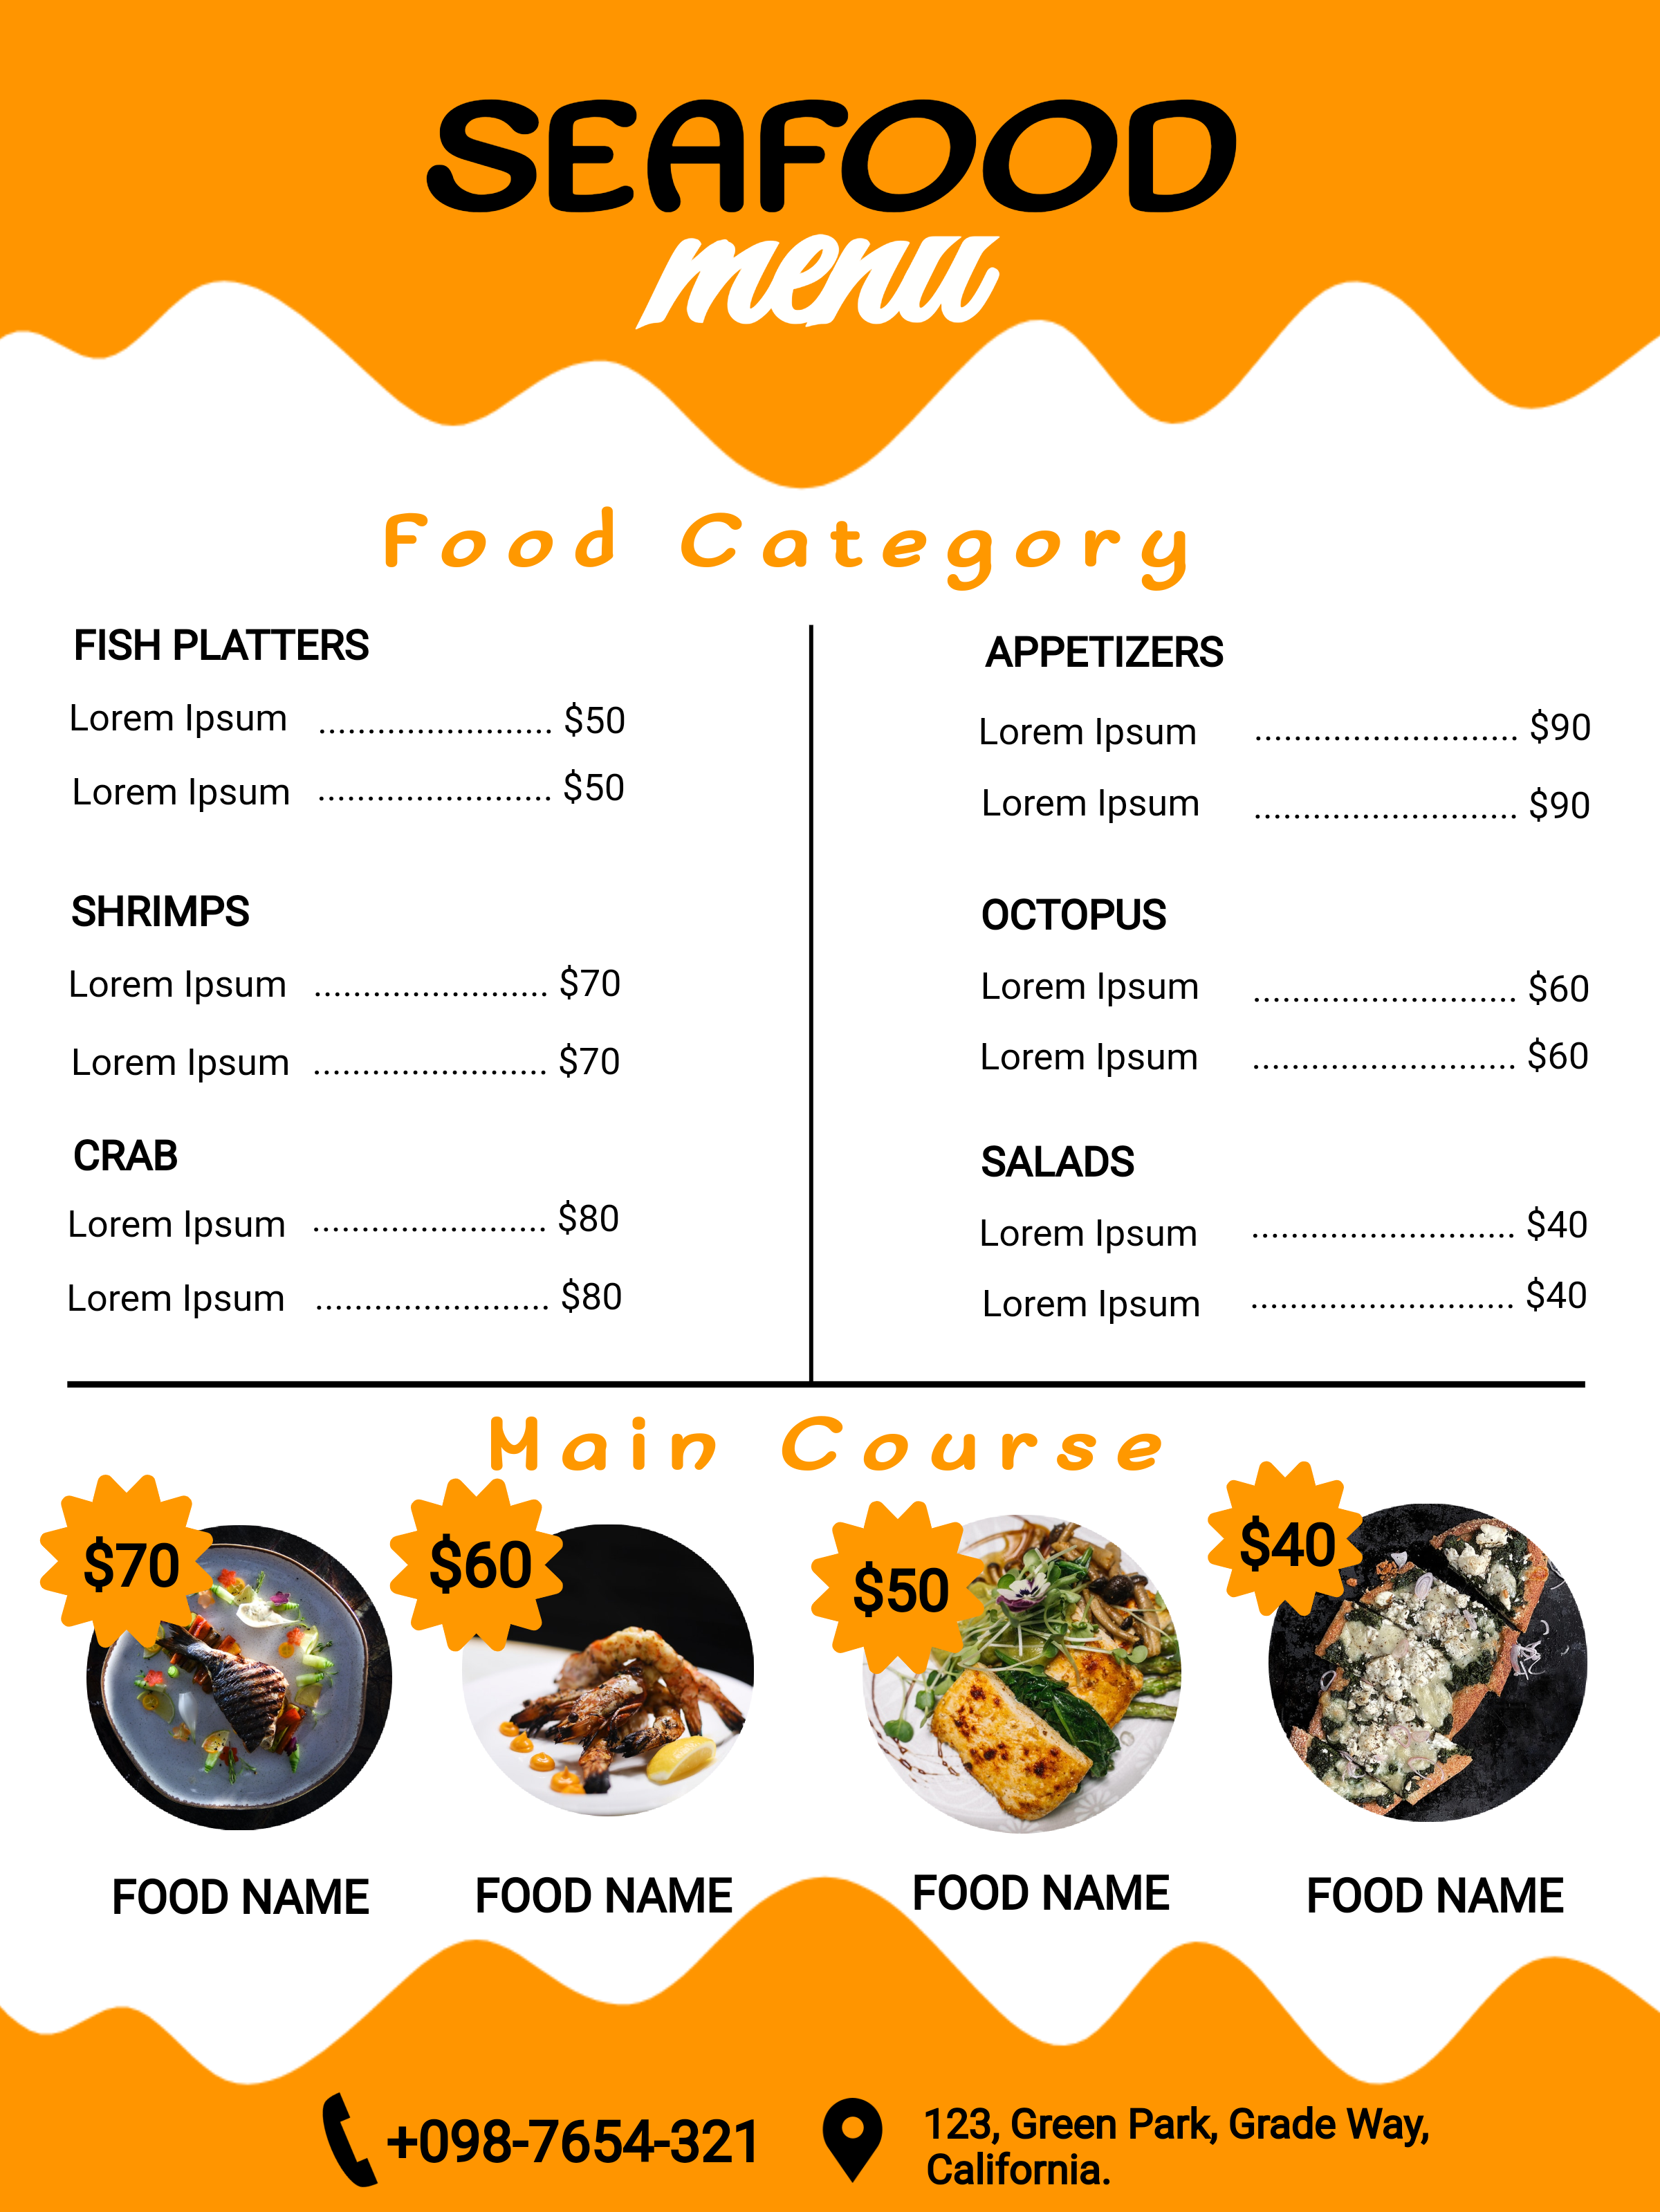 SEAFOOD
menu
Food Category
FISH PLATTERS
Lorem Ipsum ........................ $50
Lorem Ipsum ........................ $50
SHRIMPS
Lorem Ipsum ........................ $70
Lorem Ipsum ........................ $70
CRAB
Lorem Ipsum ........................ $80
Lorem Ipsum ........................ $80
APPETIZERS
Lorem Ipsum ........................... $90
Lorem Ipsum ........................... $90
OCTOPUS
Lorem Ipsum ........................... $60
Lorem Ipsum ........................... $60
SALADS
Lorem Ipsum ........................... $40
Lorem Ipsum ........................... $40
Main Course
$70
$60
$50
$40
FOOD NAME
FOOD NAME
FOOD NAME
FOOD NAME
+098-7654-321
123, Green Park, Grade Way,
California.